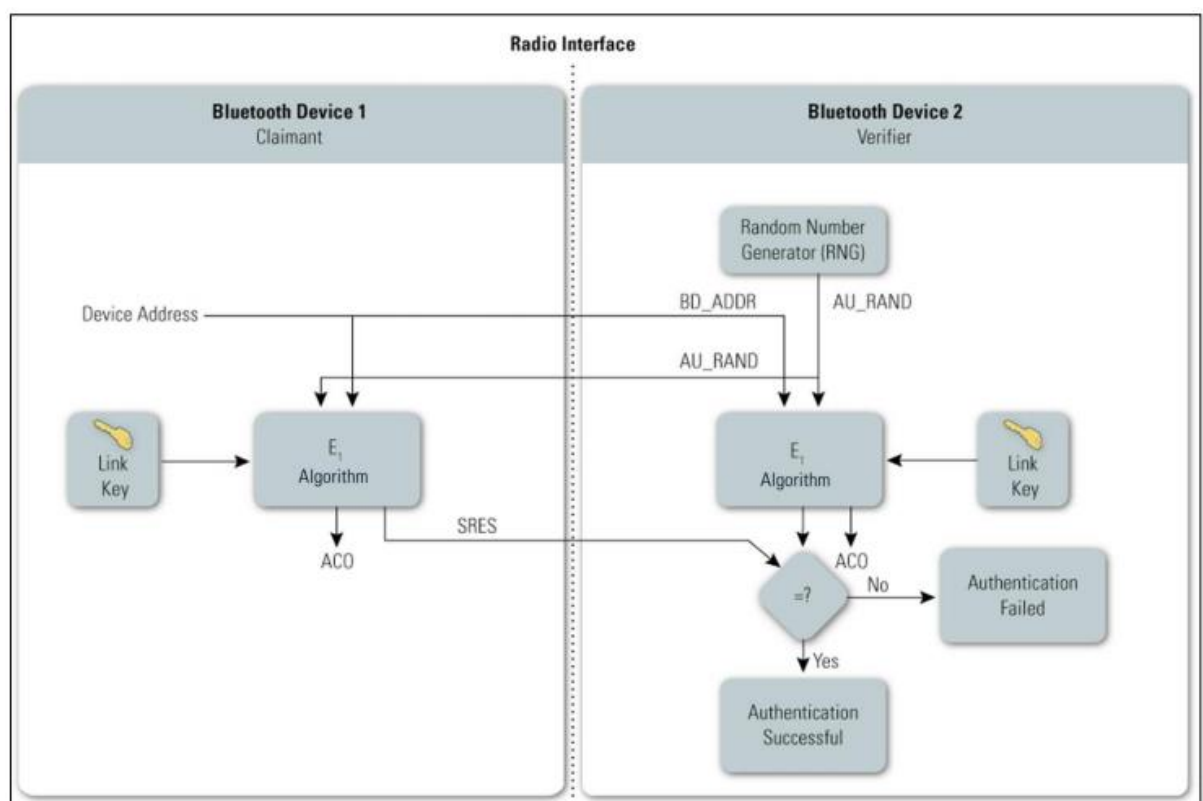 Radio Interface
Bluetooth Device 1
Claimant
Bluetooth Device 2
Verifier
Random Number
Generator (RNG)
Device Address
BD_ADDR
AU_RAND
AU_RAND
Link
Key
E1
Algorithm
E1
Algorithm
Link
Key
SRES
ACO
ACO
=?
No
Authentication
Failed
Yes
Authentication
Successful